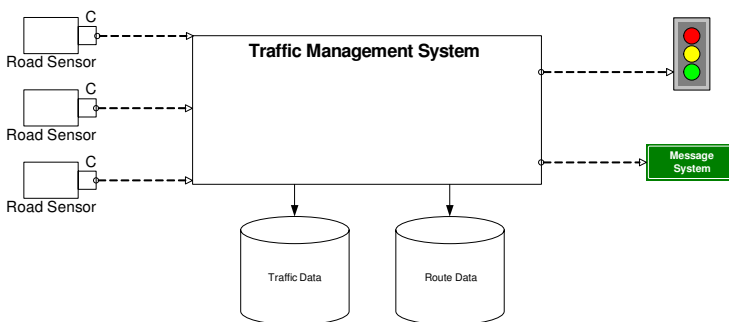 C
Road Sensor
C
Road Sensor
C
Road Sensor
Traffic Management System
Message
System
Traffic Data
Route Data